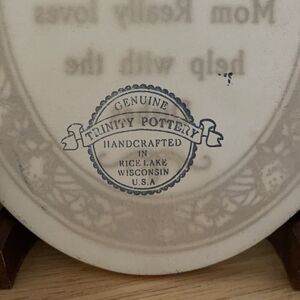 Mom Really loves
help with the
GENUINE
TRINITY POTTERY
HANDCRAFTED
IN
RICE LAKE
WISCONSIN
U.S.A